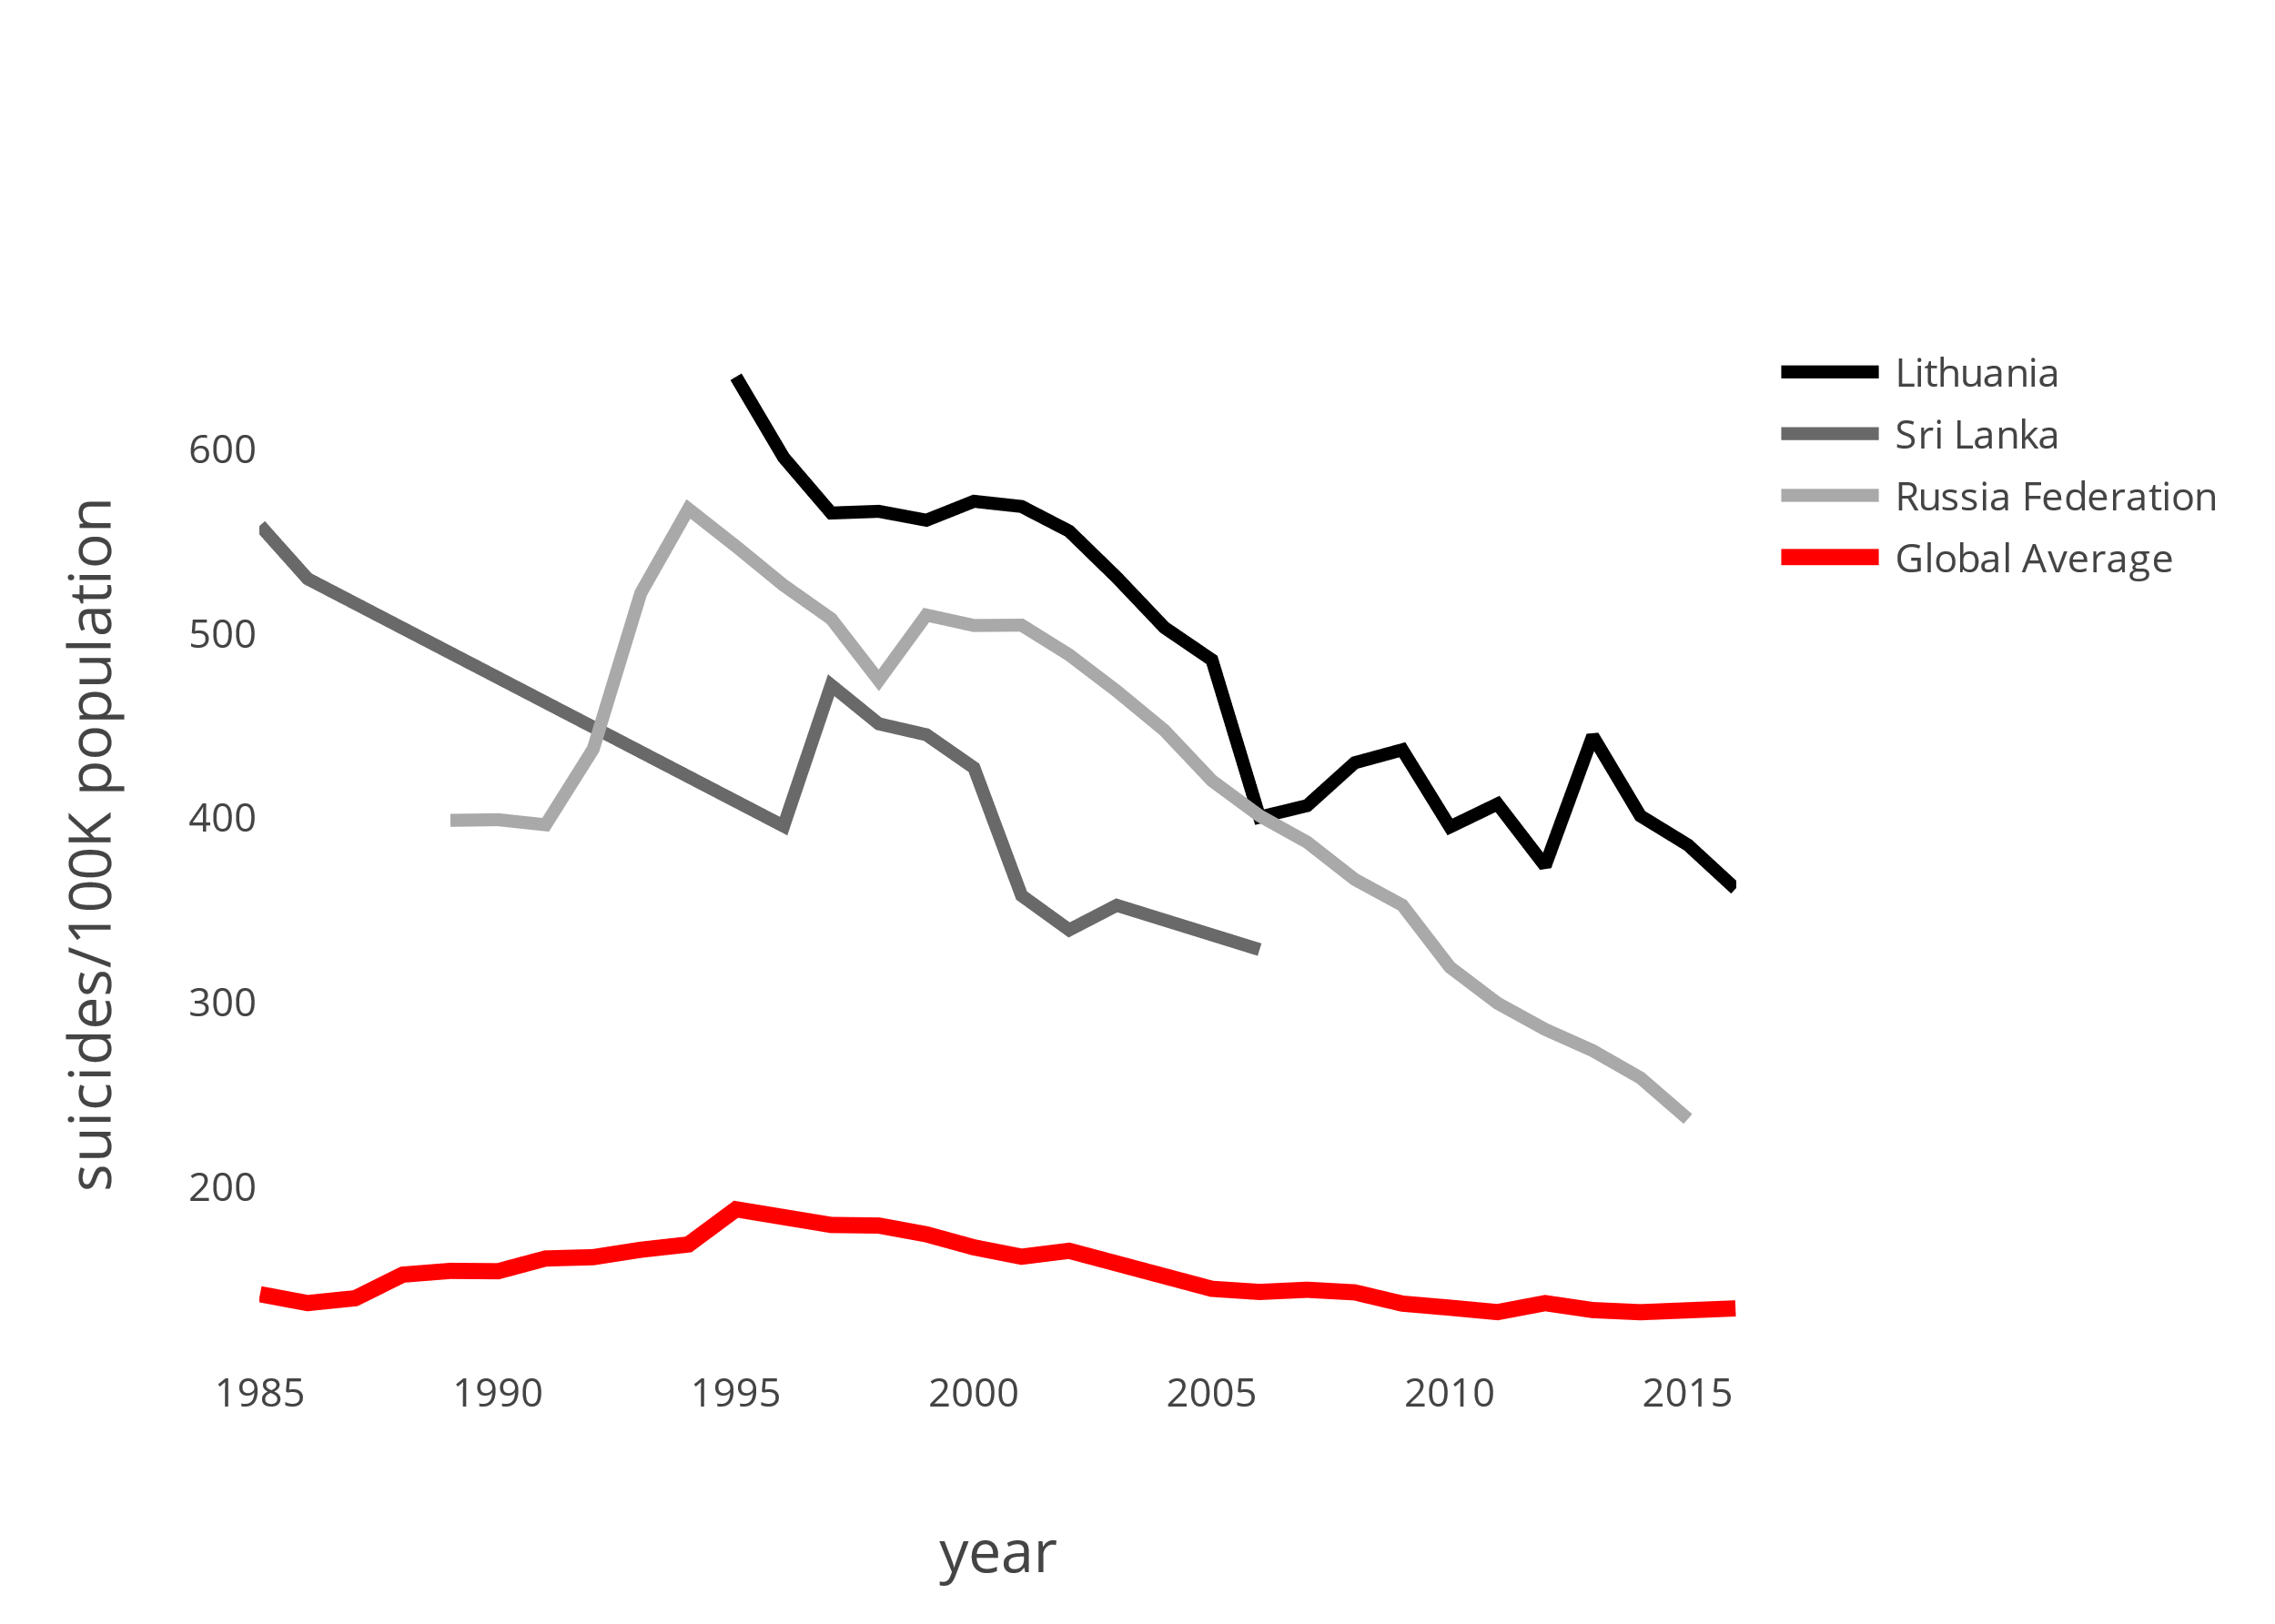 suicides/100K population
600
500
400
300
200
1985
1990
1995
2000
2005
2010
2015
year
Lithuania
Sri Lanka
Russia Federation
Global Average